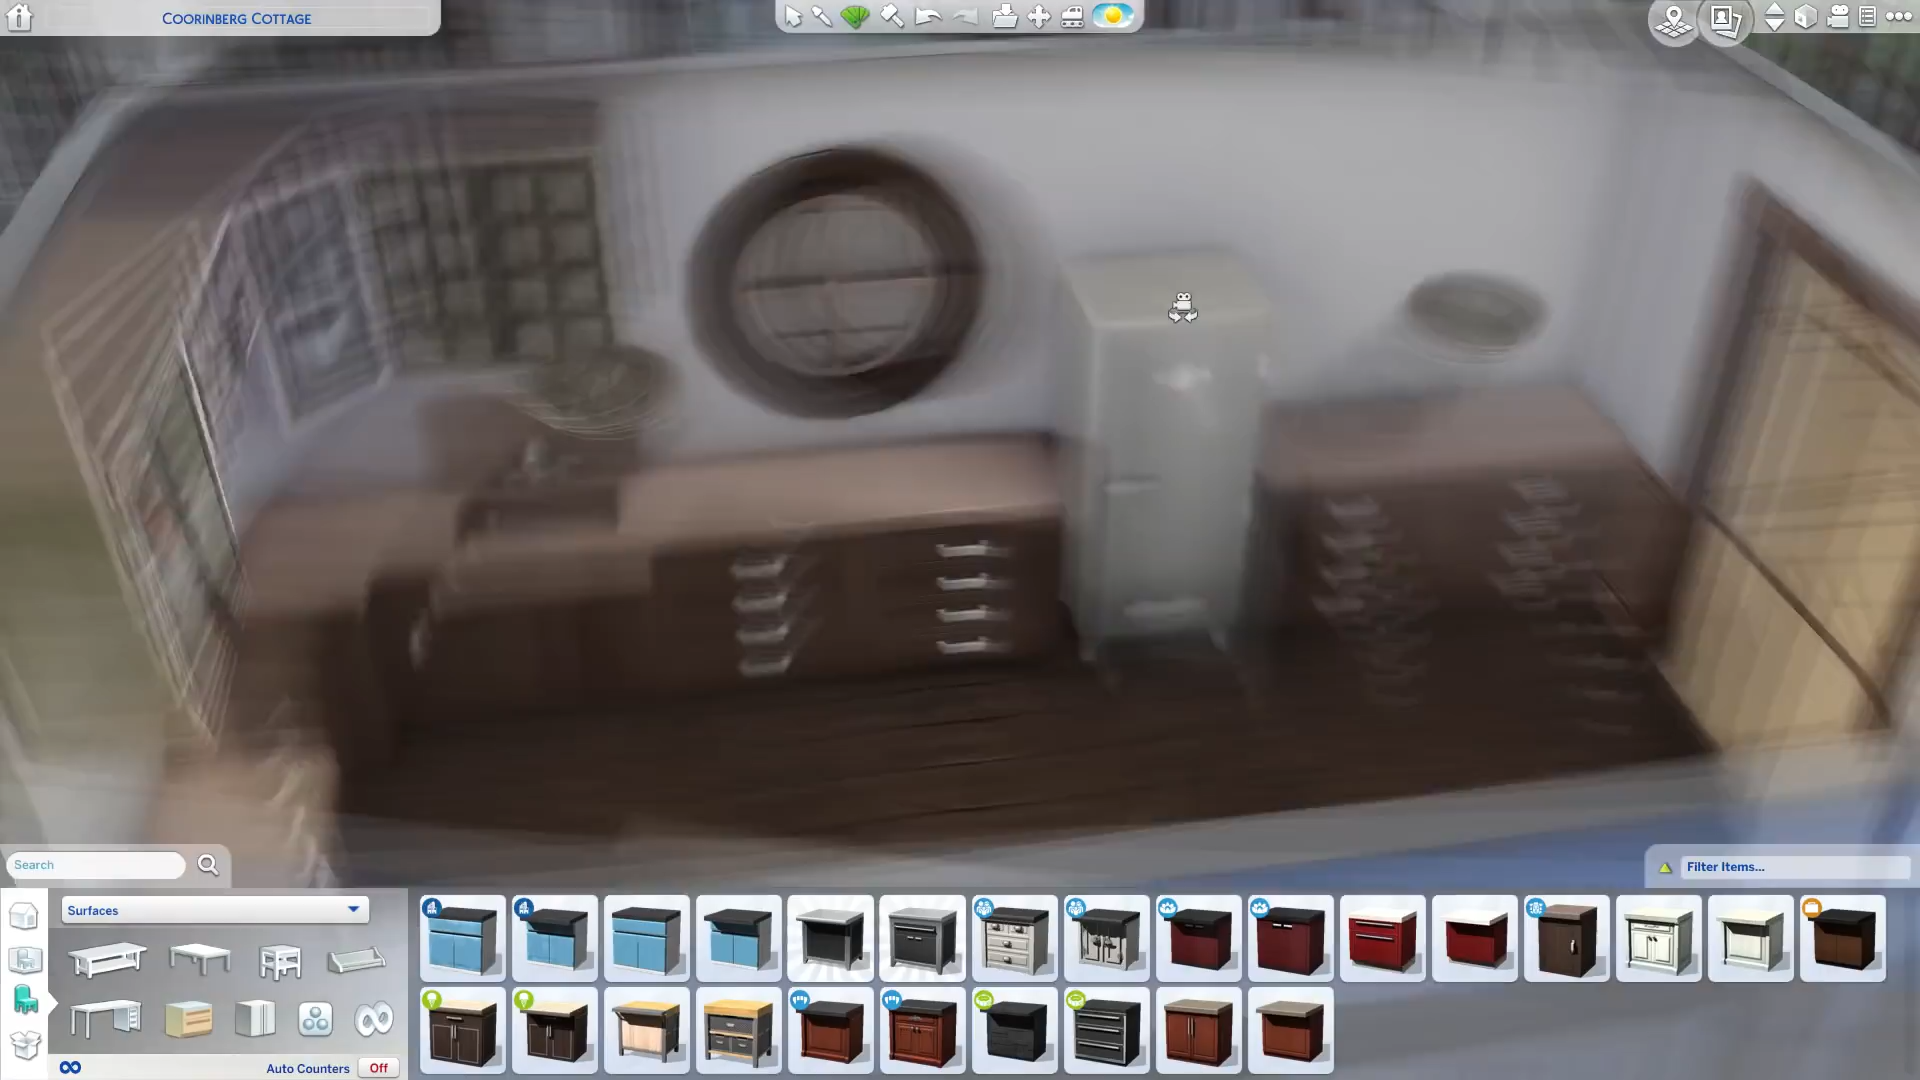 Coorinberg Cottage
Search
Filter Items...
Surfaces
Auto Counters Off